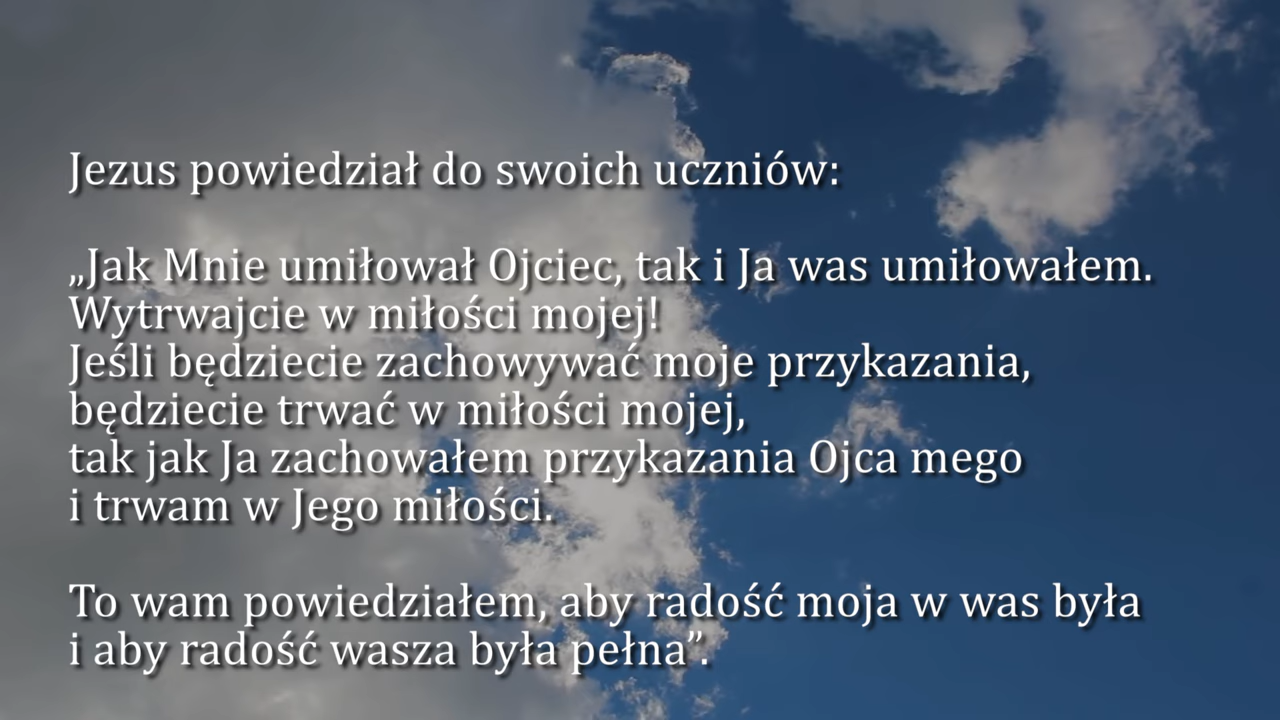 Jezus powiedział do swoich uczniów:
„Jak Mnie umiłował Ojciec, tak i Ja was umiłowałem.
Wytrwajcie w miłości mojej!
Jeśli będziecie zachowywać moje przykazania,
będziecie trwać w miłości mojej,
tak jak Ja zachowałem przykazania Ojca mego
i trwam w Jego miłości.
To wam powiedziałem, aby radość moja w was była
i aby radość wasza była pełna”.